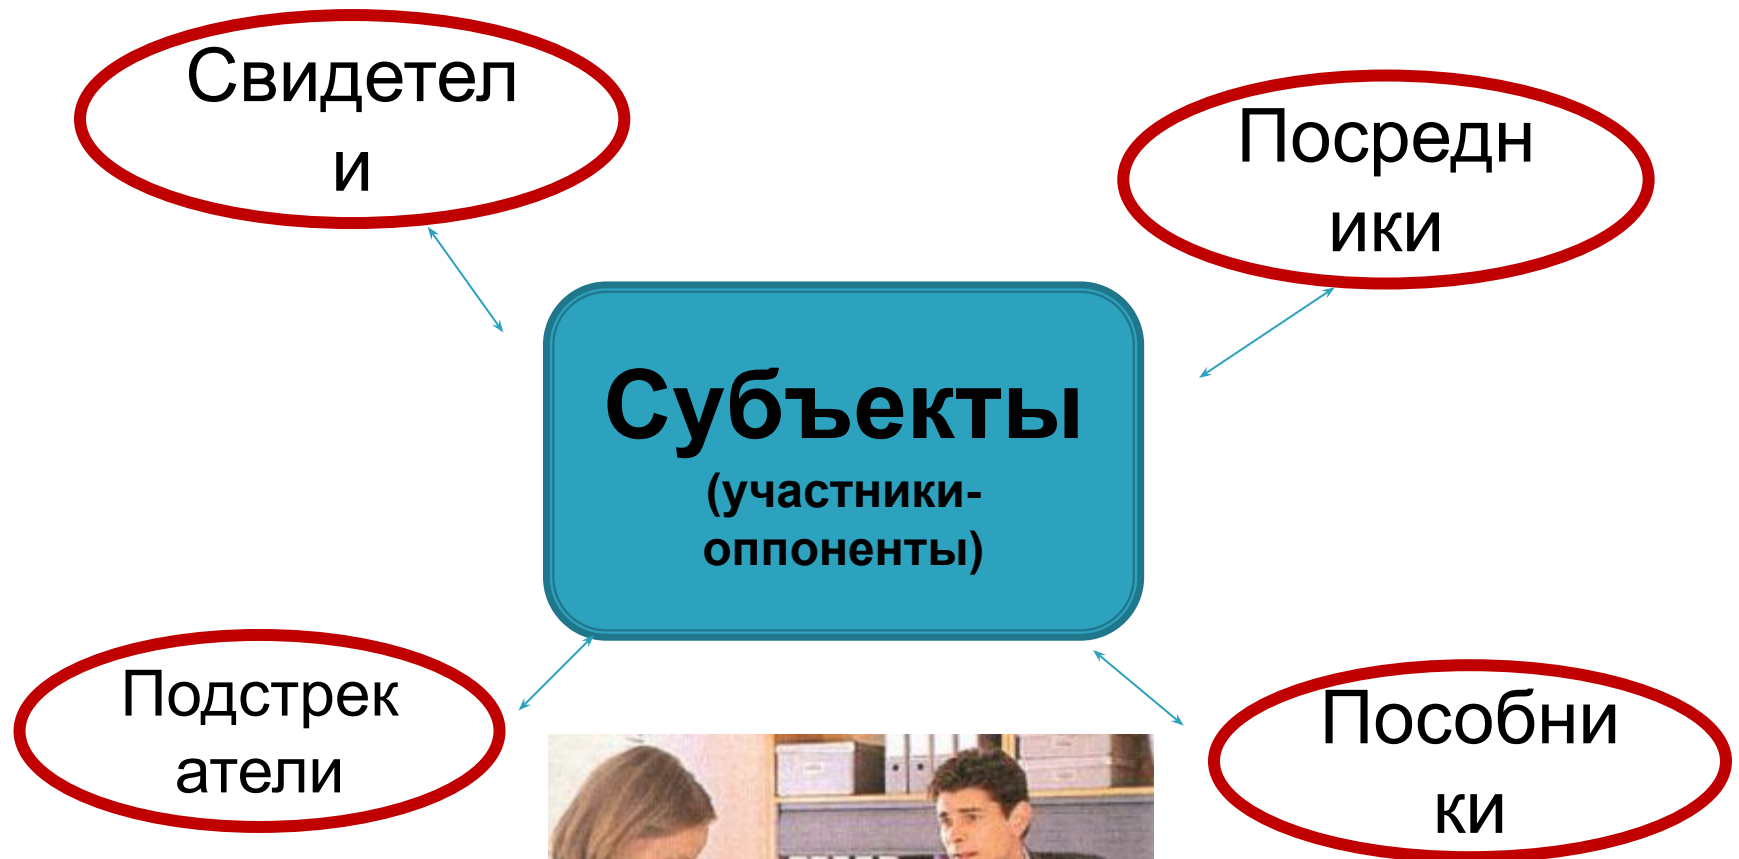 Свидетел
и
Посредн
ики
Субъекты
(участники-
оппоненты)
Подстрек
атели
Пособни
ки